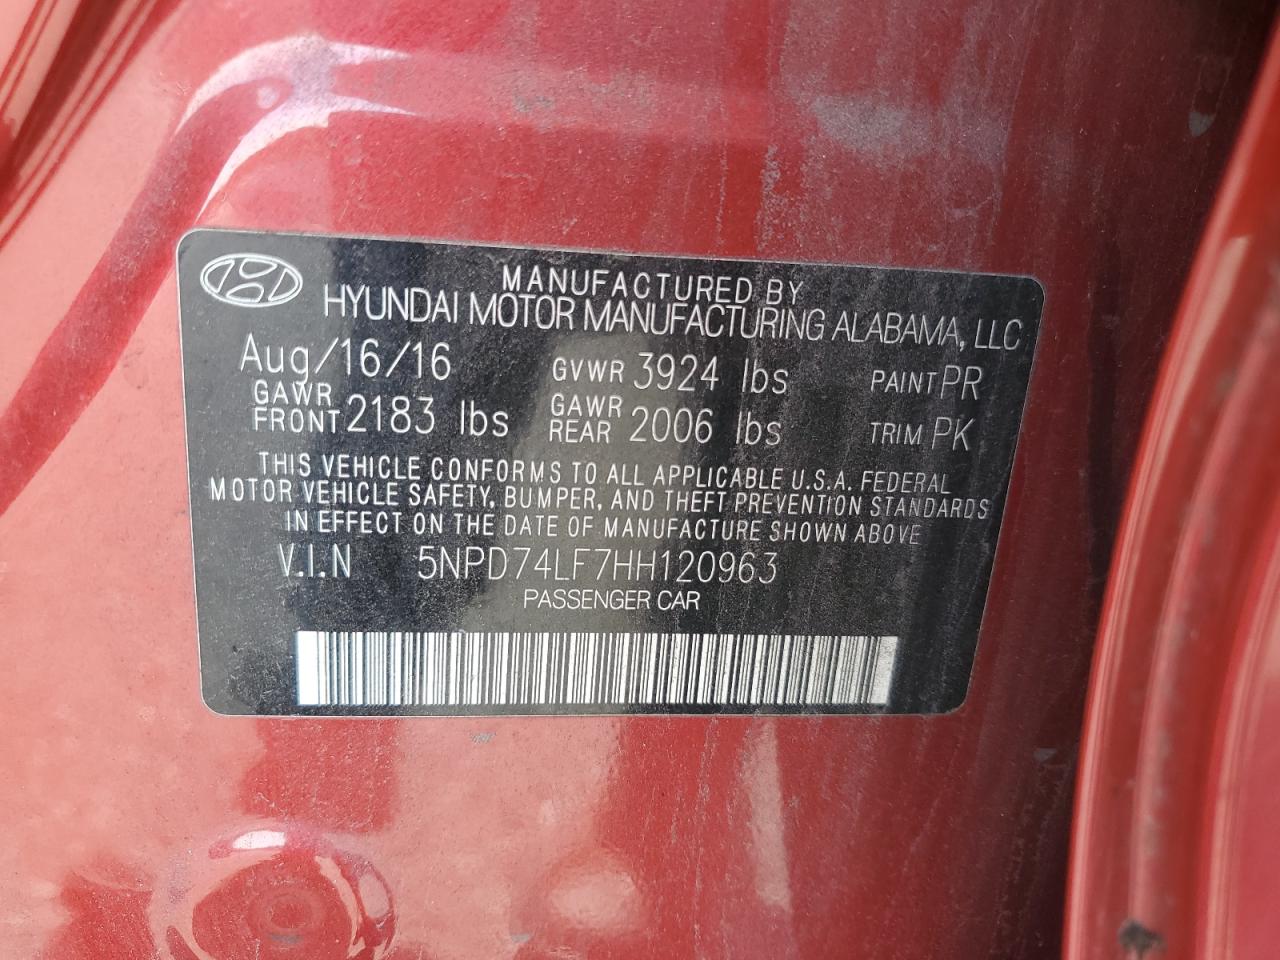 MANUFACTURED BY
HYUNDAI MOTOR MANUFACTURING ALABAMA, LLC
Aug/16/16 GVWR 3924 lbs PAINT PR
GAWR FRONT 2183 lbs GAWR REAR 2006 lbs TRIM PK
THIS VEHICLE CONFORMS TO ALL APPLICABLE U.S.A. FEDERAL
MOTOR VEHICLE SAFETY, BUMPER, AND THEFT PREVENTION STANDARDS
IN EFFECT ON THE DATE OF MANUFACTURE SHOWN ABOVE
V.I.N 5NPD74LF7HH120963
PASSENGER CAR